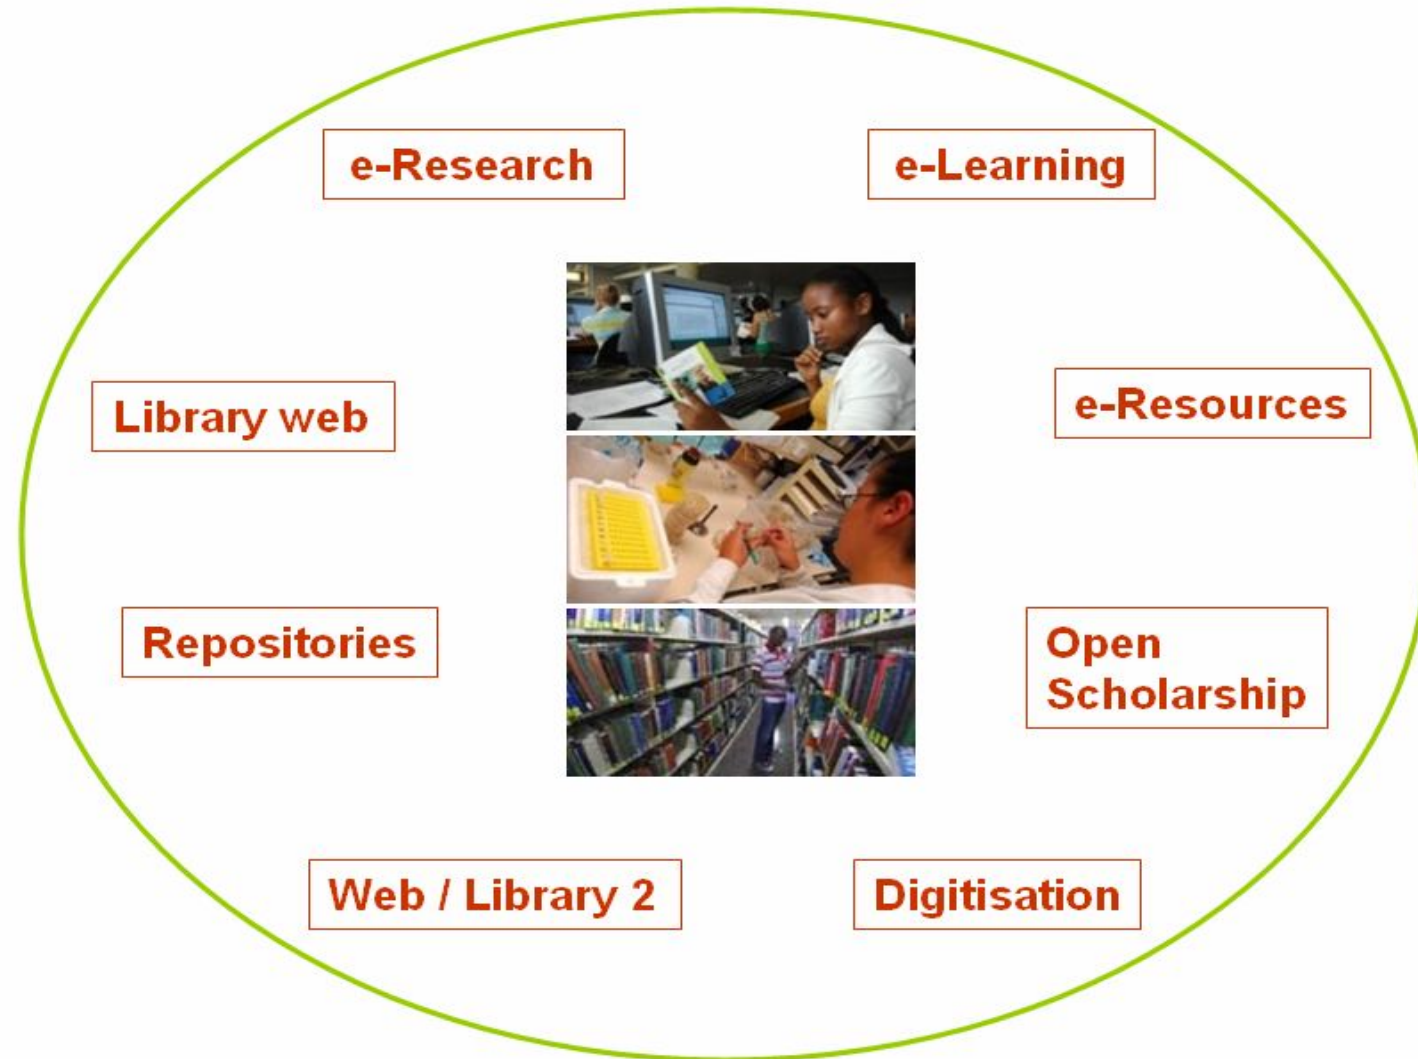 e-Research
e-Learning
Library web
e-Resources
Repositories
Open
Scholarship
Web / Library 2
Digitisation